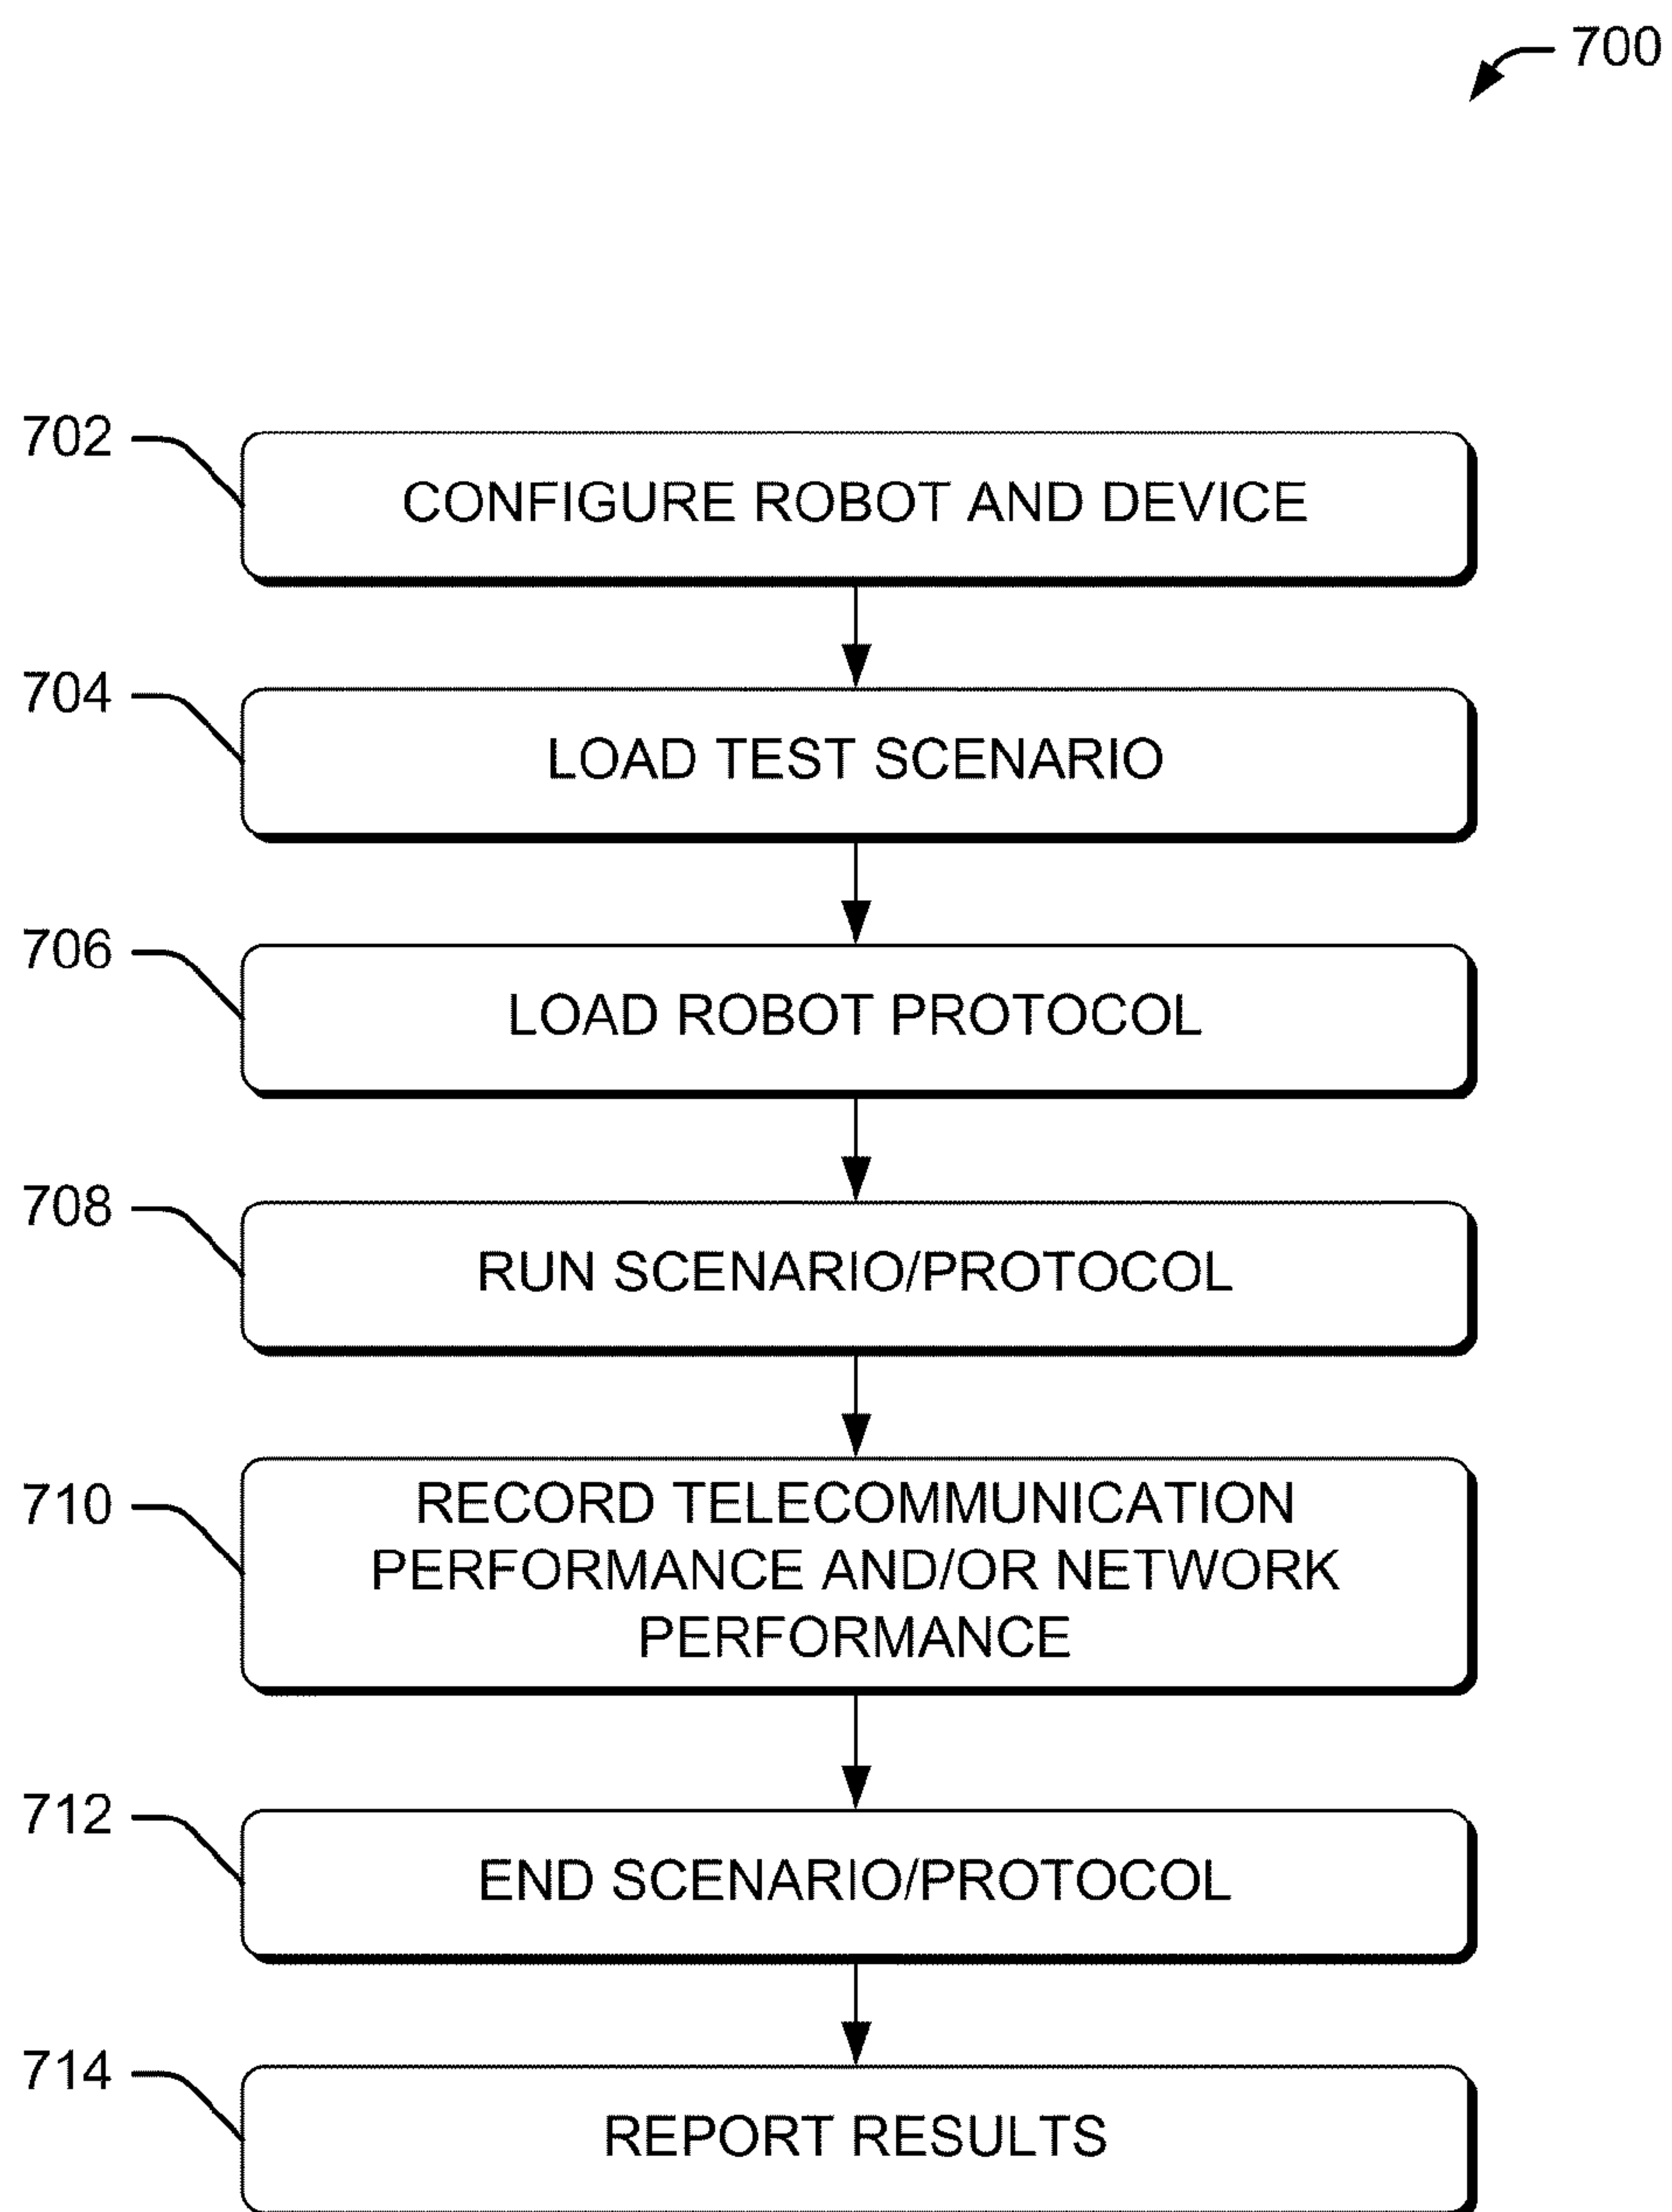 700
702
CONFIGURE ROBOT AND DEVICE
704
LOAD TEST SCENARIO
706
LOAD ROBOT PROTOCOL
708
RUN SCENARIO/PROTOCOL
710
RECORD TELECOMMUNICATION
PERFORMANCE AND/OR NETWORK
PERFORMANCE
712
END SCENARIO/PROTOCOL
714
REPORT RESULTS